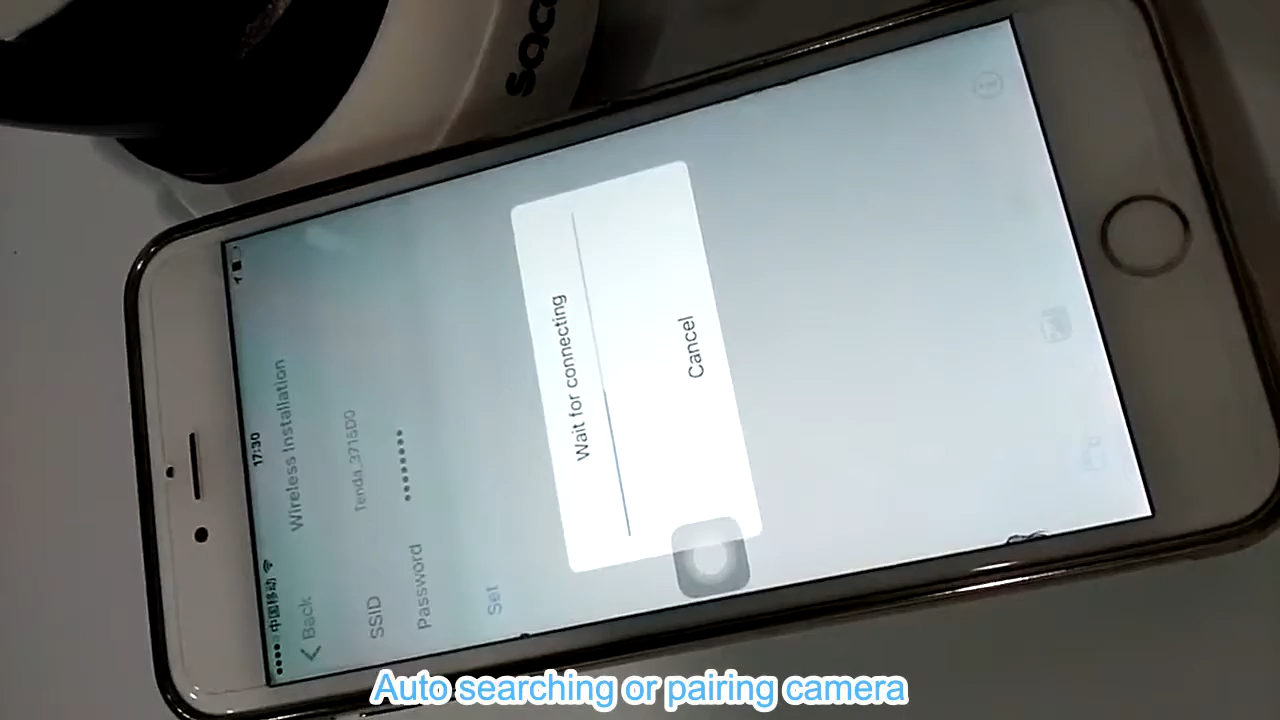 中国移动
17:30
Back
Wireless Installation
SSID
Tenda_3715D0
Password
••••••••
Set
Wait for connecting
Cancel
Auto searching or pairing camera